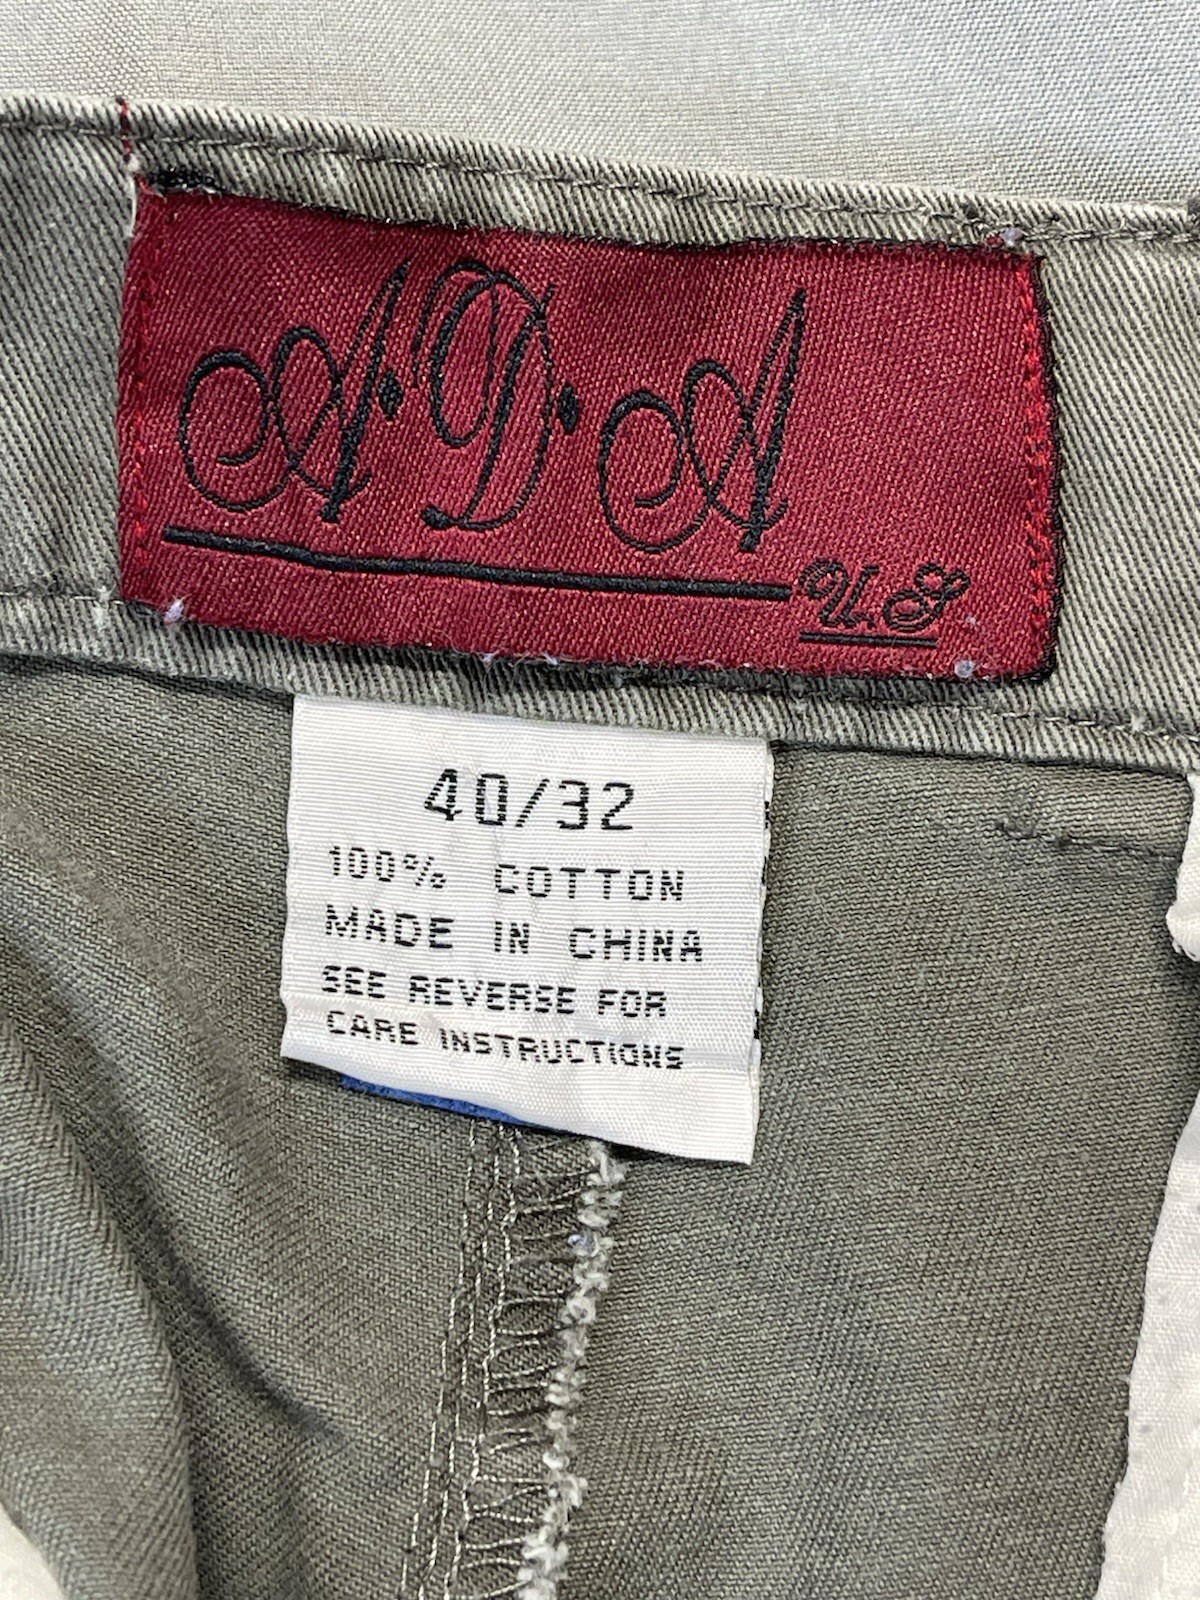 A·D·A
U.S
40/32
100% COTTON
MADE IN CHINA
SEE REVERSE FOR
CARE INSTRUCTIONS